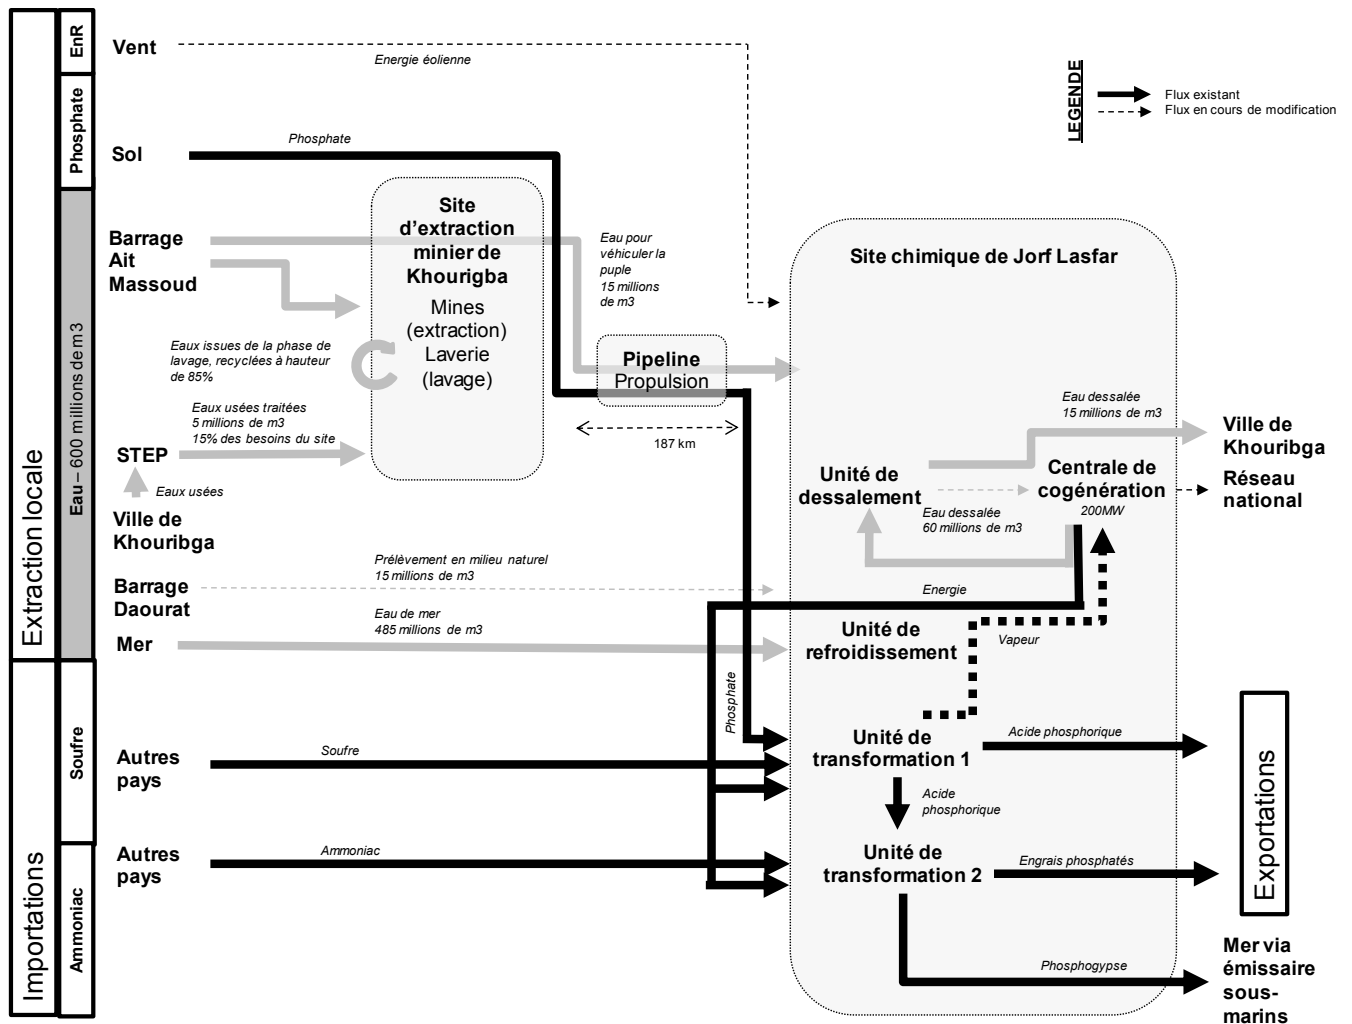 EnR
Vent
Energie éolienne
LEGENDE
Flux existant
Flux en cours de modification
Phosphate
Sol
Phosphate
Extraction locale
Eau – 600 millions de m3
Barrage
Ait
Massoud
Site
d'extraction
minier de
Khourigba
Mines
(extraction)
Laverie
(lavage)
Eau pour
véhiculer la
puple
15 millions
de m3
Site chimique de Jorf Lasfar
Eaux issues de la phase de
lavage, recyclées à hauteur
de 85%
Pipeline
Propulsion
187 km
Eaux usées traitées
5 millions de m3
15% des besoins du site
STEP
Eaux usées
Ville de
Khouribga
Eau dessalée
15 millions de m3
Ville de
Khouribga
Unité de
dessalement
Centrale de
cogénération
200MW
Réseau
national
Eau dessalée
60 millions de m3
Barrage
Daourat
Prélèvement en milieu naturel
15 millions de m3
Energie
Mer
Eau de mer
485 millions de m3
Unité de
refroidissement
Vapeur
Phosphate
Importations
Soufre
Autres
pays
Soufre
Unité de
transformation 1
Acide phosphorique
Acide
phosphorique
Exportations
Ammoniac
Autres
pays
Ammoniac
Unité de
transformation 2
Engrais phosphatés
Phosphogypse
Mer via
émissaire
sous-
marins